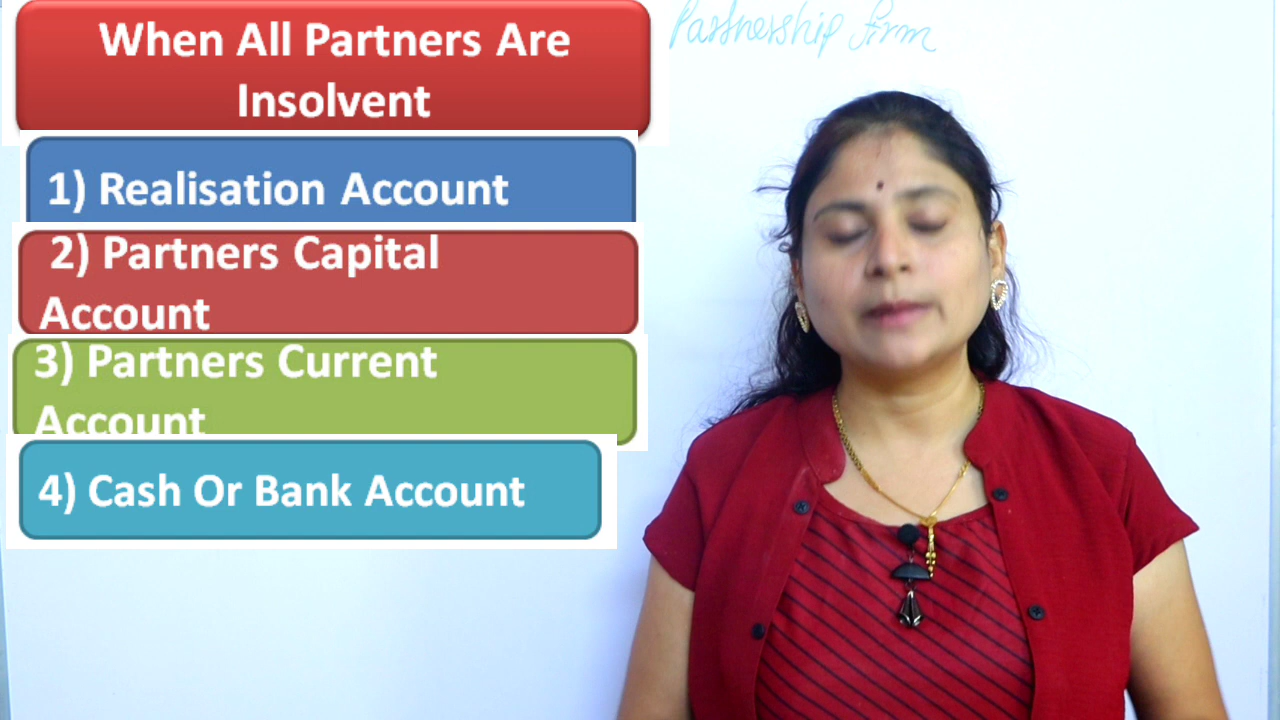 Partnership firm
When All Partners Are
Insolvent
1) Realisation Account
2) Partners Capital
Account
3) Partners Current
Account
4) Cash Or Bank Account